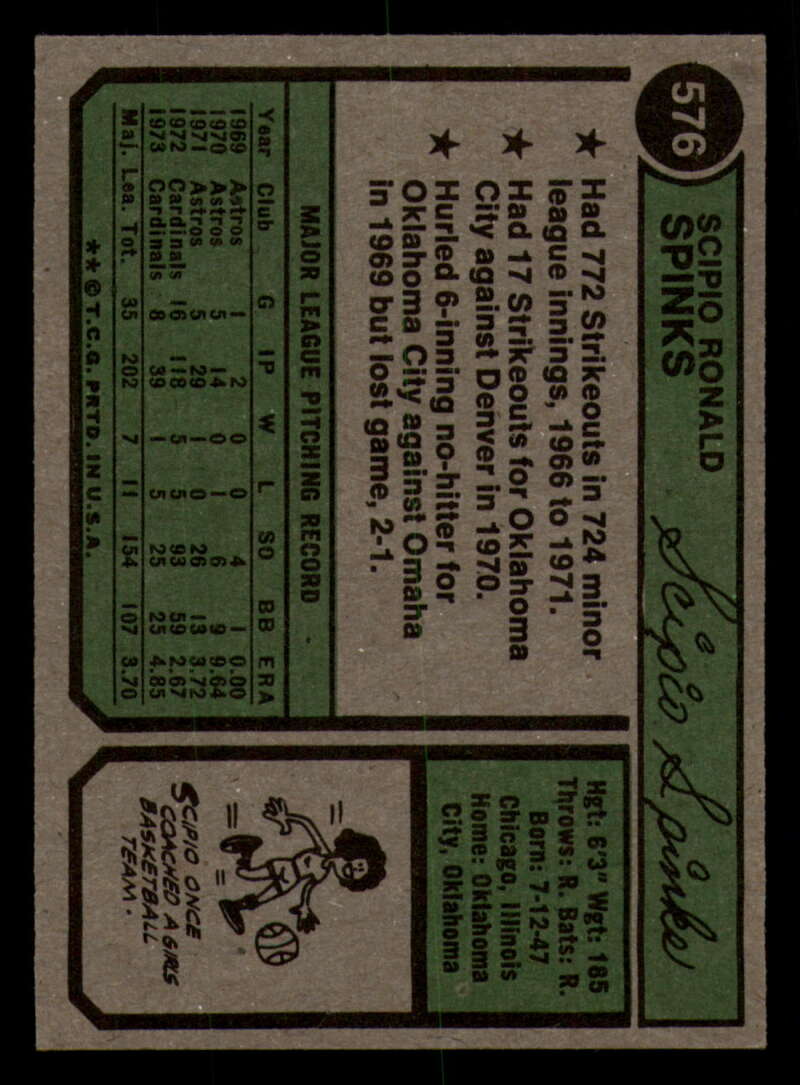 576
SCIPIO RONALD
SPINKS
Scipio Spinks
★ Had 772 Strikeouts in 724 minor
league innings, 1966 to 1971.
★ Had 17 Strikeouts for Oklahoma
City against Denver in 1970.
★ Hurled 6-inning no-hitter for
Oklahoma City against Omaha
in 1969 but lost game, 2-1.
Hgt: 6'3" Wgt: 185
Throws: R. Bats: R.
Born: 7-12-47
Chicago, Illinois
Home: Oklahoma
City, Oklahoma
MAJOR LEAGUE PITCHING RECORD
Year Club G IP W L SO BB ERA
1969 Astros 1 2 0 0 4 1 0.00
1970 Astros 5 14 0 1 6 9 9.64
1971 Astros 5 29 1 0 26 13 3.72
1972 Cardinals 16 118 5 5 93 59 2.67
1973 Cardinals 8 39 1 5 25 25 4.85
Maj. Lea. Tot. 35 202 7 11 154 107 3.70
**©T.C.G. PRTD. IN U.S.A.
SCIPIO ONCE
COACHED A GIRLS
BASKETBALL
TEAM.